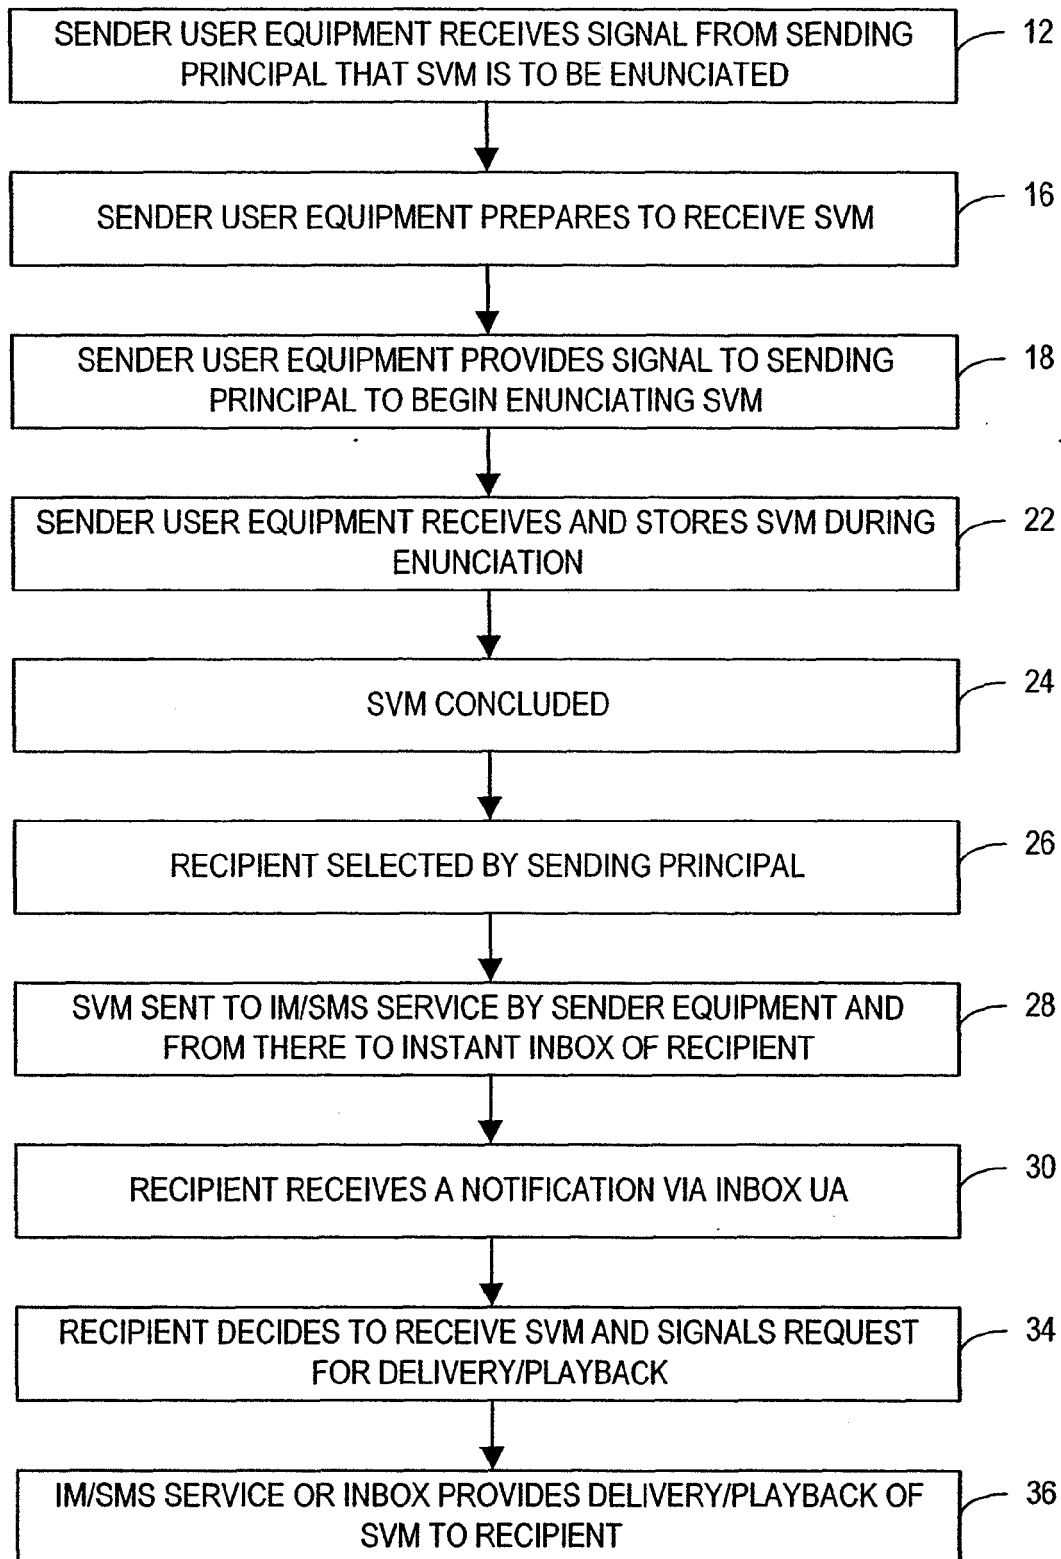 SENDER USER EQUIPMENT RECEIVES SIGNAL FROM SENDING
PRINCIPAL THAT SVM IS TO BE ENUNCIATED
12
SENDER USER EQUIPMENT PREPARES TO RECEIVE SVM
16
SENDER USER EQUIPMENT PROVIDES SIGNAL TO SENDING
PRINCIPAL TO BEGIN ENUNCIATING SVM
18
SENDER USER EQUIPMENT RECEIVES AND STORES SVM DURING
ENUNCIATION
22
SVM CONCLUDED
24
RECIPIENT SELECTED BY SENDING PRINCIPAL
26
SVM SENT TO IM/SMS SERVICE BY SENDER EQUIPMENT AND
FROM THERE TO INSTANT INBOX OF RECIPIENT
28
RECIPIENT RECEIVES A NOTIFICATION VIA INBOX UA
30
RECIPIENT DECIDES TO RECEIVE SVM AND SIGNALS REQUEST
FOR DELIVERY/PLAYBACK
34
IM/SMS SERVICE OR INBOX PROVIDES DELIVERY/PLAYBACK OF
SVM TO RECIPIENT
36